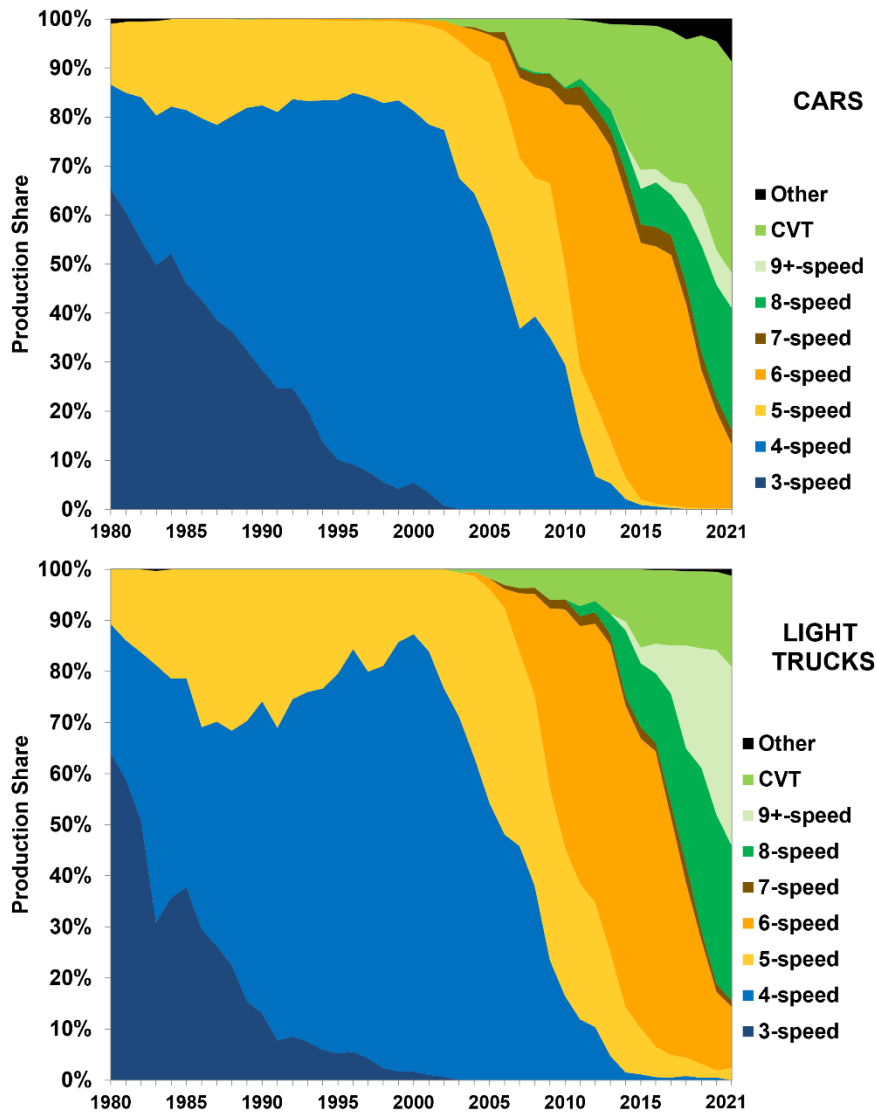 100%
90%
80%
70%
60%
50%
40%
30%
20%
10%
0%
Production Share
1980 1985 1990 1995 2000 2005 2010 2015 2021
CARS
Other
CVT
9+-speed
8-speed
7-speed
6-speed
5-speed
4-speed
3-speed
100%
90%
80%
70%
60%
50%
40%
30%
20%
10%
0%
Production Share
1980 1985 1990 1995 2000 2005 2010 2015 2021
LIGHT
TRUCKS
Other
CVT
9+-speed
8-speed
7-speed
6-speed
5-speed
4-speed
3-speed